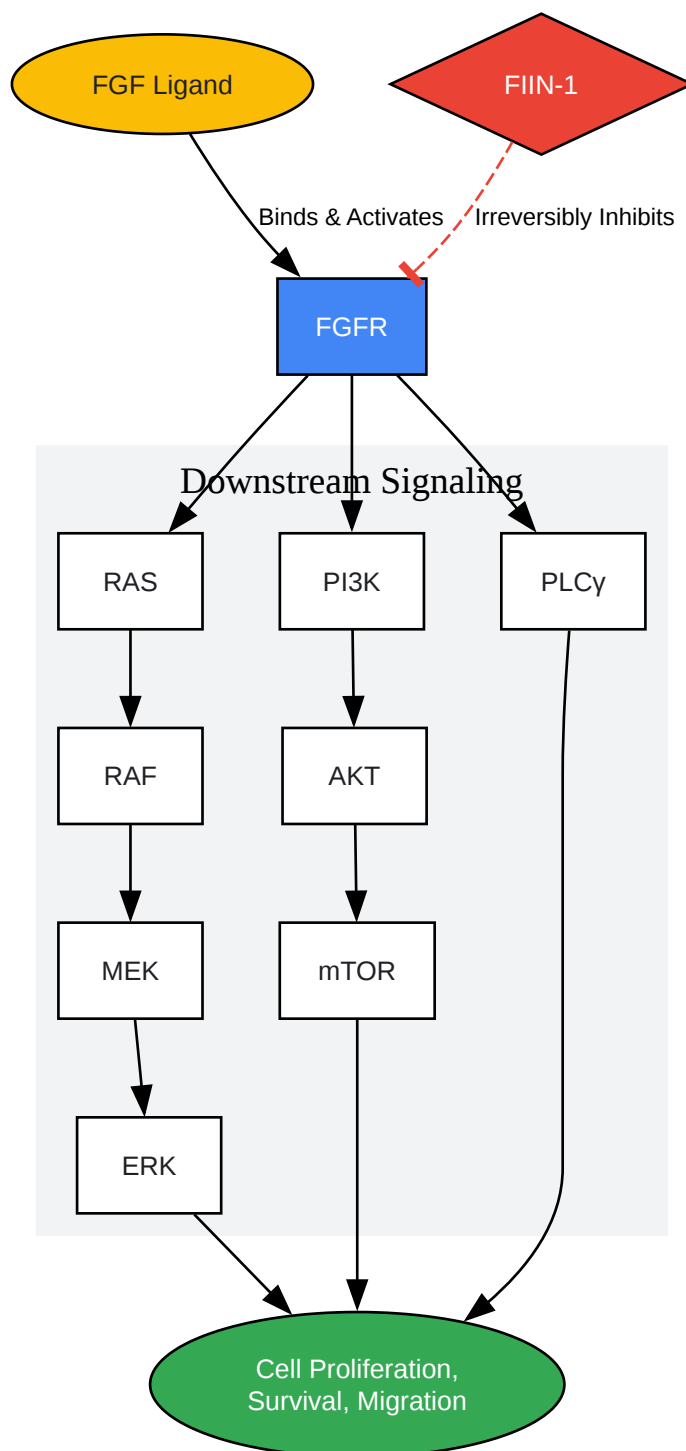 FGF Ligand
FIIN-1
Binds & Activates
Irreversibly Inhibits
FGFR
Downstream Signaling
RAS
PI3K
PLCγ
RAF
AKT
MEK
mTOR
ERK
Cell Proliferation,
Survival, Migration